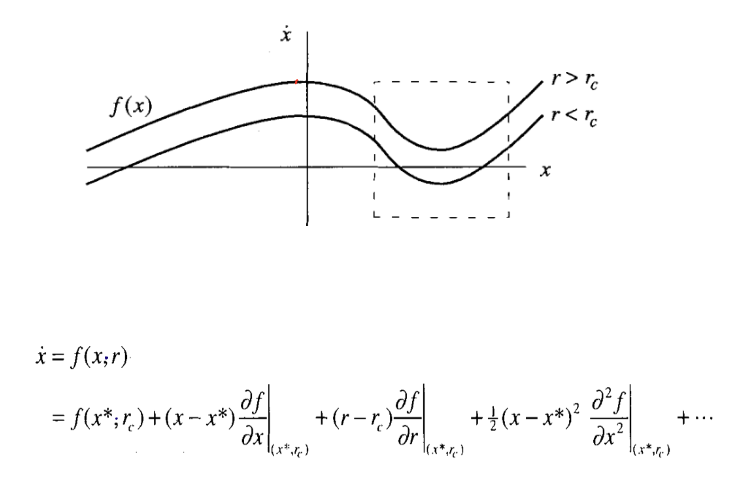 ẋ
f(x)
r > r_c
r < r_c
x
ẋ = f(x; r)
= f(x*; r_c) + (x − x*) ∂f/∂x |_(x*,r_c) + (r − r_c) ∂f/∂r |_(x*,r_c) + ½ (x − x*)² ∂²f/∂x² |_(x*,r_c) + ⋯